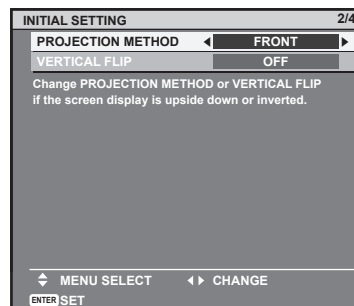 INITIAL SETTING 2/4
PROJECTION METHOD FRONT
VERTICAL FLIP OFF
Change PROJECTION METHOD or VERTICAL FLIP
if the screen display is upside down or inverted.
MENU SELECT CHANGE
ENTER SET